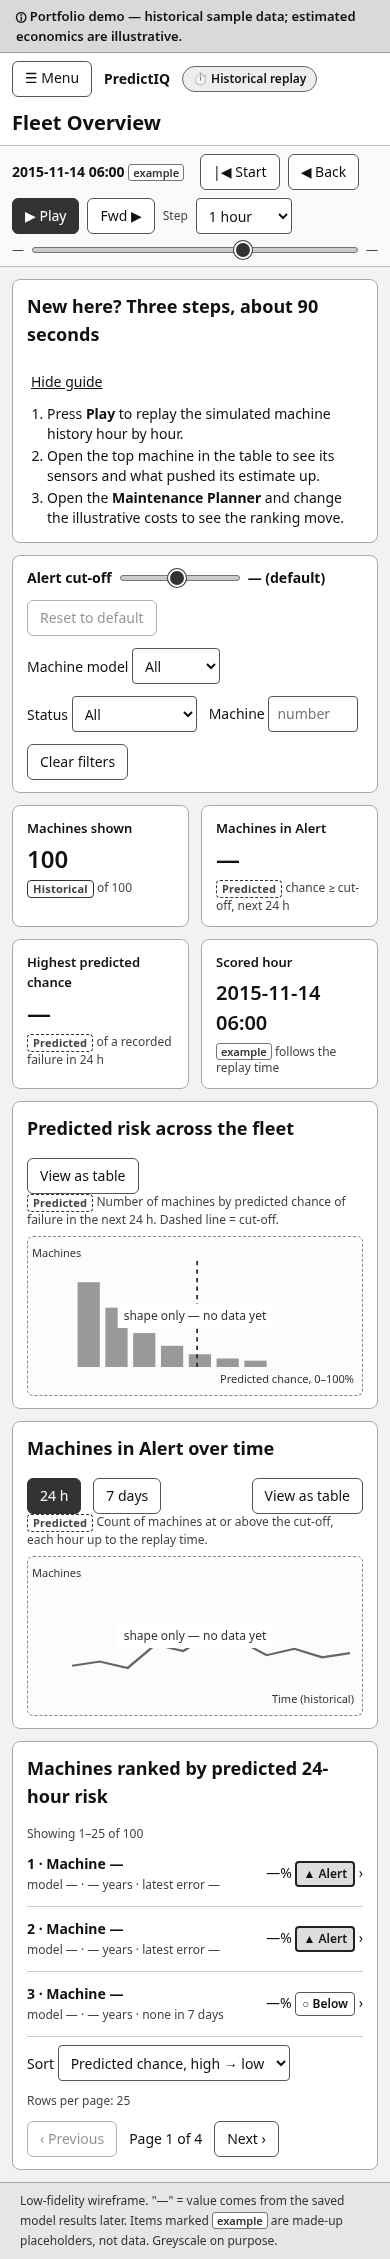 ⓘ Portfolio demo — historical sample data; estimated
economics are illustrative.
☰ Menu PredictIQ ⏱ Historical replay
Fleet Overview
2015-11-14 06:00 example |◀ Start ◀ Back
▶ Play Fwd ▶ Step 1 hour
— —
New here? Three steps, about 90
seconds
Hide guide
1. Press Play to replay the simulated machine
history hour by hour.
2. Open the top machine in the table to see its
sensors and what pushed its estimate up.
3. Open the Maintenance Planner and change
the illustrative costs to see the ranking move.
Alert cut-off — (default)
Reset to default
Machine model All
Status All Machine number
Clear filters
Machines shown
100
Historical of 100
Machines in Alert
—
Predicted chance ≥ cut-
off, next 24 h
Highest predicted
chance
—
Predicted of a recorded
failure in 24 h
Scored hour
2015-11-14
06:00
example follows the
replay time
Predicted risk across the fleet
View as table
Predicted Number of machines by predicted chance of
failure in the next 24 h. Dashed line = cut-off.
Machines
shape only — no data yet
Predicted chance, 0–100%
Machines in Alert over time
24 h 7 days View as table
Predicted Count of machines at or above the cut-off,
each hour up to the replay time.
Machines
shape only — no data yet
Time (historical)
Machines ranked by predicted 24-
hour risk
Showing 1–25 of 100
1 · Machine — —% ▲ Alert ›
model — · — years · latest error —
2 · Machine — —% ▲ Alert ›
model — · — years · latest error —
3 · Machine — —% ○ Below ›
model — · — years · none in 7 days
Sort Predicted chance, high → low
Rows per page: 25
‹ Previous Page 1 of 4 Next ›
Low-fidelity wireframe. "—" = value comes from the saved
model results later. Items marked example are made-up
placeholders, not data. Greyscale on purpose.